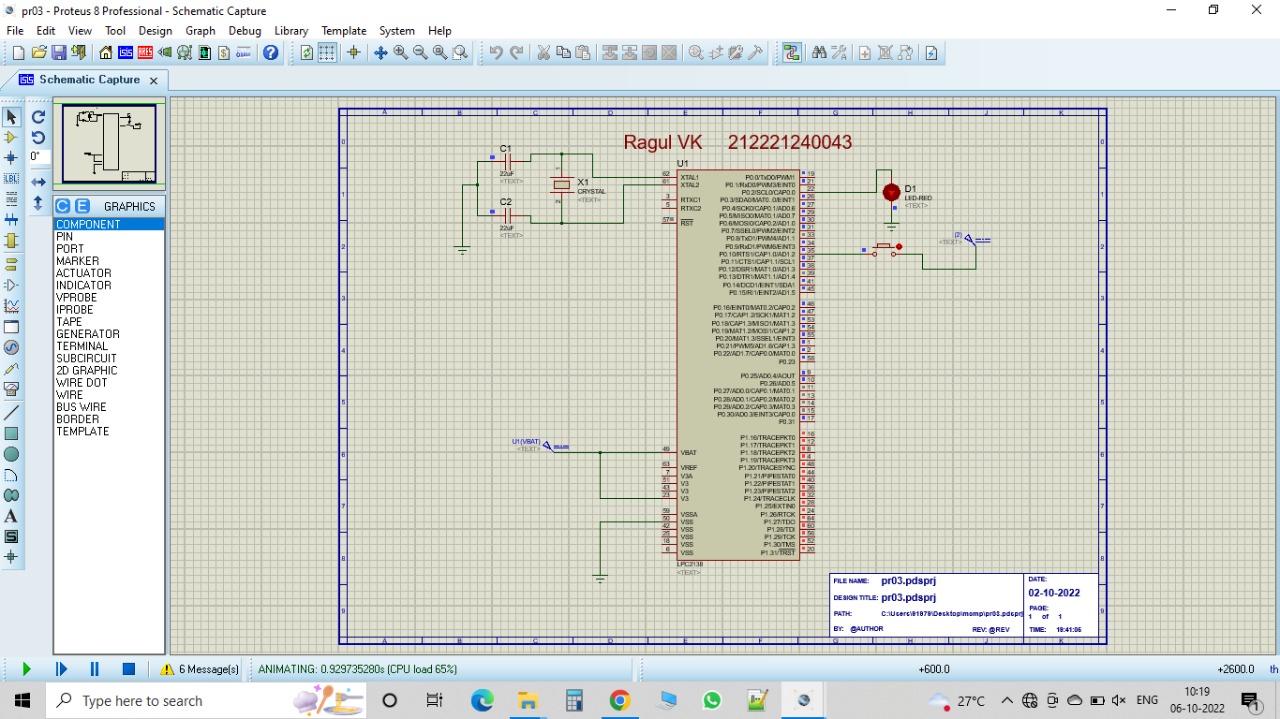 pr03 - Proteus 8 Professional - Schematic Capture
File Edit View Tool Design Graph Debug Library Template System Help
Schematic Capture
0°
C E GRAPHICS
COMPONENT
PIN
PORT
MARKER
ACTUATOR
INDICATOR
VPROBE
IPROBE
TAPE
GENERATOR
TERMINAL
SUBCIRCUIT
2D GRAPHIC
WIRE DOT
WIRE
BUS WIRE
BORDER
TEMPLATE
A B C D E F G H J K
Ragul VK 212221240043
C1
22uF
<TEXT>
X1
CRYSTAL
<TEXT>
C2
22uF
<TEXT>
U1
XTAL1
XTAL2
RTXC1
RTXC2
RST
VBAT
VREF
V3A
V3
V3
V3
VSSA
VSS
VSS
VSS
VSS
VSS
P0.0/TxD0/PWM1
P0.1/RxD0/PWM3/EINT0
P0.2/SCL0/CAP0.0
P0.3/SDA0/MAT0.0/EINT1
P0.4/SCK0/CAP0.1/AD0.6
P0.5/MISO0/MAT0.1/AD0.7
P0.6/MOSI0/CAP0.2/AD1.0
P0.7/SSEL0/PWM2/EINT2
P0.8/TxD1/PWM4/AD1.1
P0.9/RxD1/PWM6/EINT3
P0.10/RTS1/CAP1.0/AD1.2
P0.11/CTS1/CAP1.1/SCL1
P0.12/DSR1/MAT1.0/AD1.3
P0.13/DTR1/MAT1.1/AD1.4
P0.14/DCD1/EINT1/SDA1
P0.15/RI1/EINT2/AD1.5
P0.16/EINT0/MAT0.2/CAP0.2
P0.17/CAP1.2/SCK1/MAT1.2
P0.18/CAP1.3/MISO1/MAT1.3
P0.19/MAT1.2/MOSI1/CAP1.2
P0.20/MAT1.3/SSEL1/EINT3
P0.21/PWM5/AD1.6/CAP1.3
P0.22/AD1.7/CAP0.0/MAT0.0
P0.23
P0.25/AD0.4/AOUT
P0.26/AD0.5
P0.27/AD0.0/CAP0.1/MAT0.1
P0.28/AD0.1/CAP0.2/MAT0.2
P0.29/AD0.2/CAP0.3/MAT0.3
P0.30/AD0.3/EINT3/CAP0.0
P0.31
P1.16/TRACEPKT0
P1.17/TRACEPKT1
P1.18/TRACEPKT2
P1.19/TRACEPKT3
P1.20/TRACESYNC
P1.21/PIPESTAT0
P1.22/PIPESTAT1
P1.23/PIPESTAT2
P1.24/TRACECLK
P1.25/EXTIN0
P1.26/RTCK
P1.27/TDO
P1.28/TDI
P1.29/TCK
P1.30/TMS
P1.31/TRST
LPC2138
<TEXT>
D1
LED-RED
<TEXT>
(2)
<TEXT>
U1(VBAT)
<TEXT>
FILE NAME: pr03.pdsprj
DESIGN TITLE: pr03.pdsprj
PATH: C:\Users\91979\Desktop\momp\pr03.pdsprj
BY: @AUTHOR REV: @REV
DATE:
02-10-2022
PAGE:
1 of 1
TIME: 19:41:05
6 Message(s)
ANIMATING: 0.923735280s (CPU load 65%)
+600.0
+2600.0
th
Type here to search
27°C
ENG
10:19
06-10-2022
1